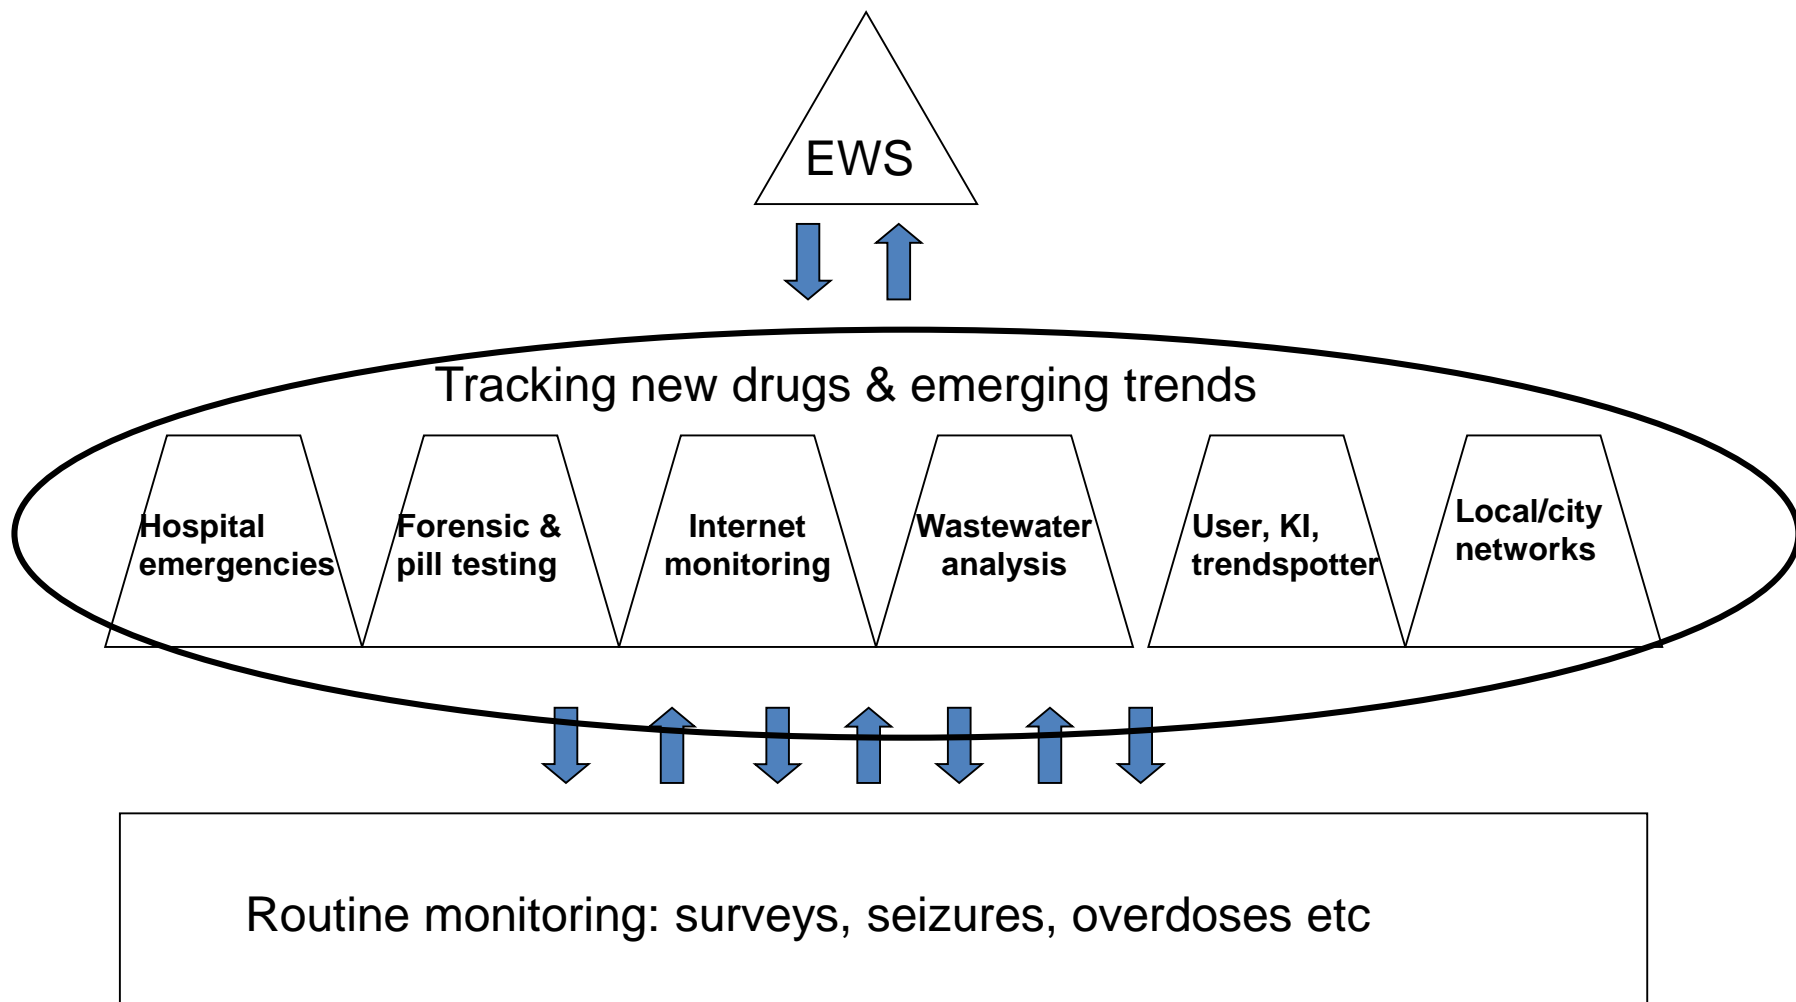 EWS
Tracking new drugs & emerging trends
Hospital
emergencies
Forensic &
pill testing
Internet
monitoring
Wastewater
analysis
User, KI,
trendspotter
Local/city
networks
Routine monitoring: surveys, seizures, overdoses etc